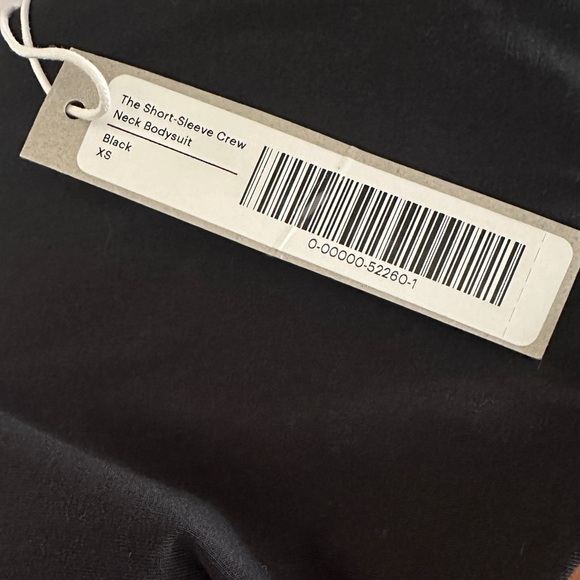 The Short-Sleeve Crew
Neck Bodysuit
Black
XS
0-00000-52260-1